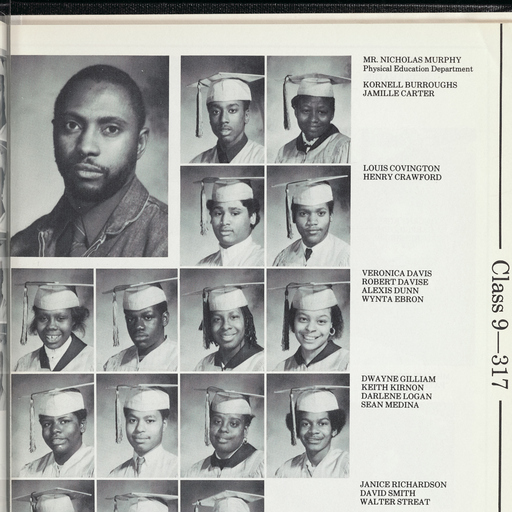 MR. NICHOLAS MURPHY
Physical Education Department
KORNELL BURROUGHS
JAMILLE CARTER
LOUIS COVINGTON
HENRY CRAWFORD
VERONICA DAVIS
ROBERT DAVISE
ALEXIS DUNN
WYNTA EBRON
DWAYNE GILLIAM
KEITH KIRNON
DARLENE LOGAN
SEAN MEDINA
JANICE RICHARDSON
DAVID SMITH
WALTER STREAT
Class 9—317